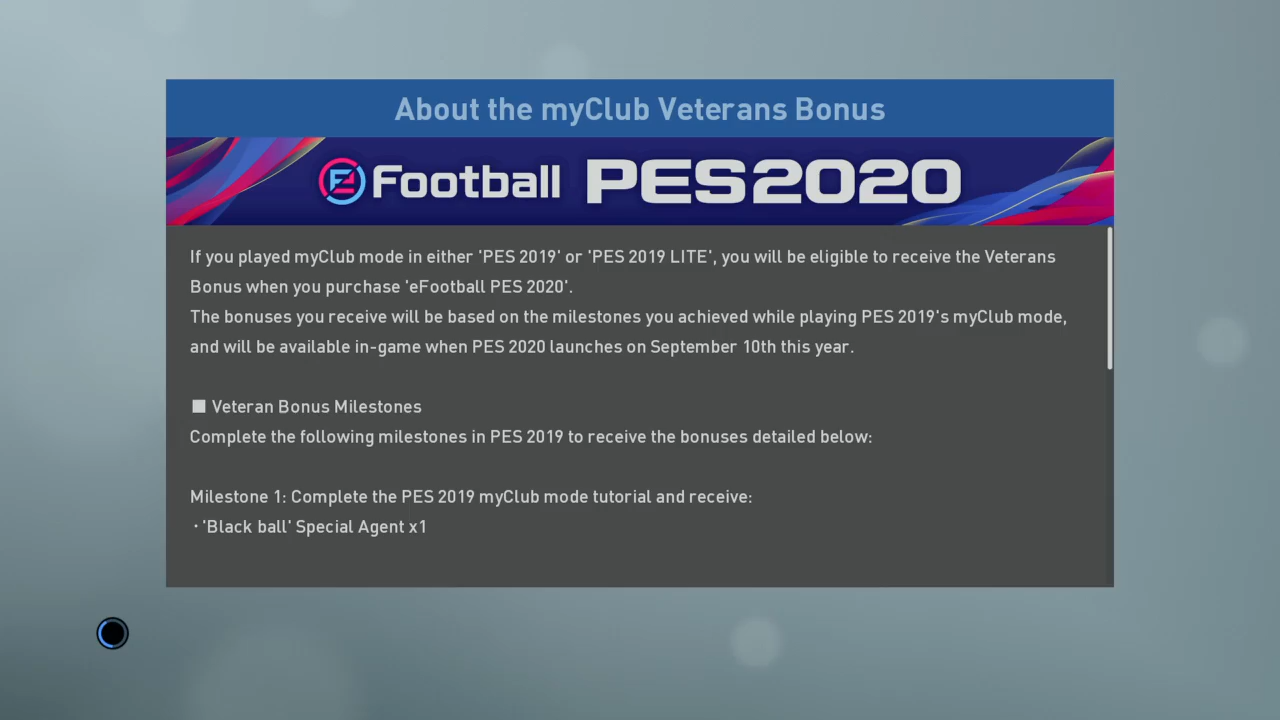 About the myClub Veterans Bonus
eFootball PES2020
If you played myClub mode in either 'PES 2019' or 'PES 2019 LITE', you will be eligible to receive the Veterans
Bonus when you purchase 'eFootball PES 2020'.
The bonuses you receive will be based on the milestones you achieved while playing PES 2019's myClub mode,
and will be available in-game when PES 2020 launches on September 10th this year.
■ Veteran Bonus Milestones
Complete the following milestones in PES 2019 to receive the bonuses detailed below:
Milestone 1: Complete the PES 2019 myClub mode tutorial and receive:
・'Black ball' Special Agent x1